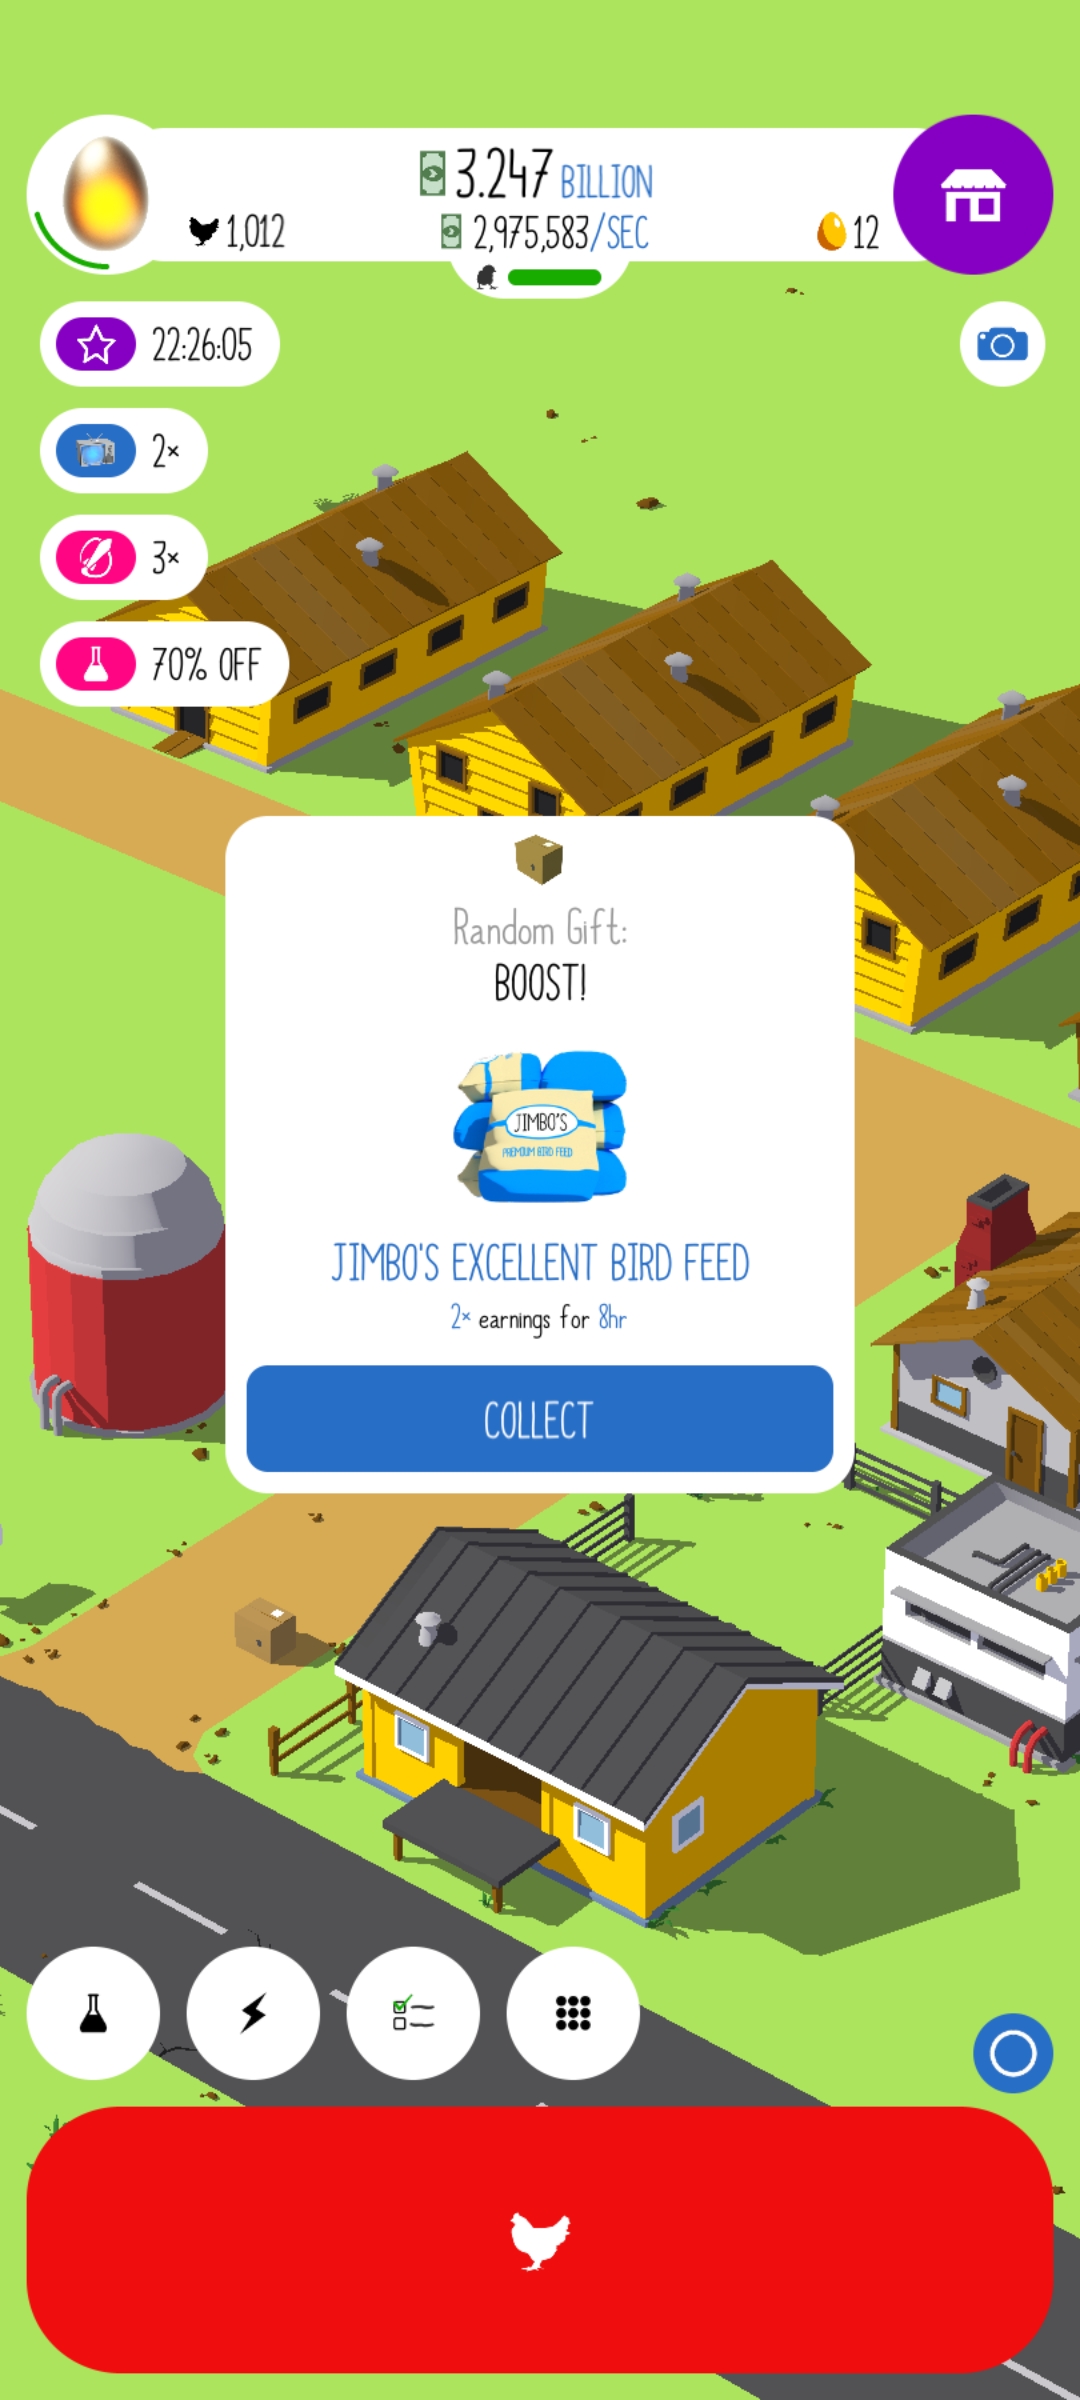 3.247 BILLION
1,012
2,975,583/SEC
12
22:26:05
2×
3×
70% OFF
Random Gift:
BOOST!
JIMBO'S
PREMIUM BIRD FEED
JIMBO'S EXCELLENT BIRD FEED
2× earnings for 8hr
COLLECT